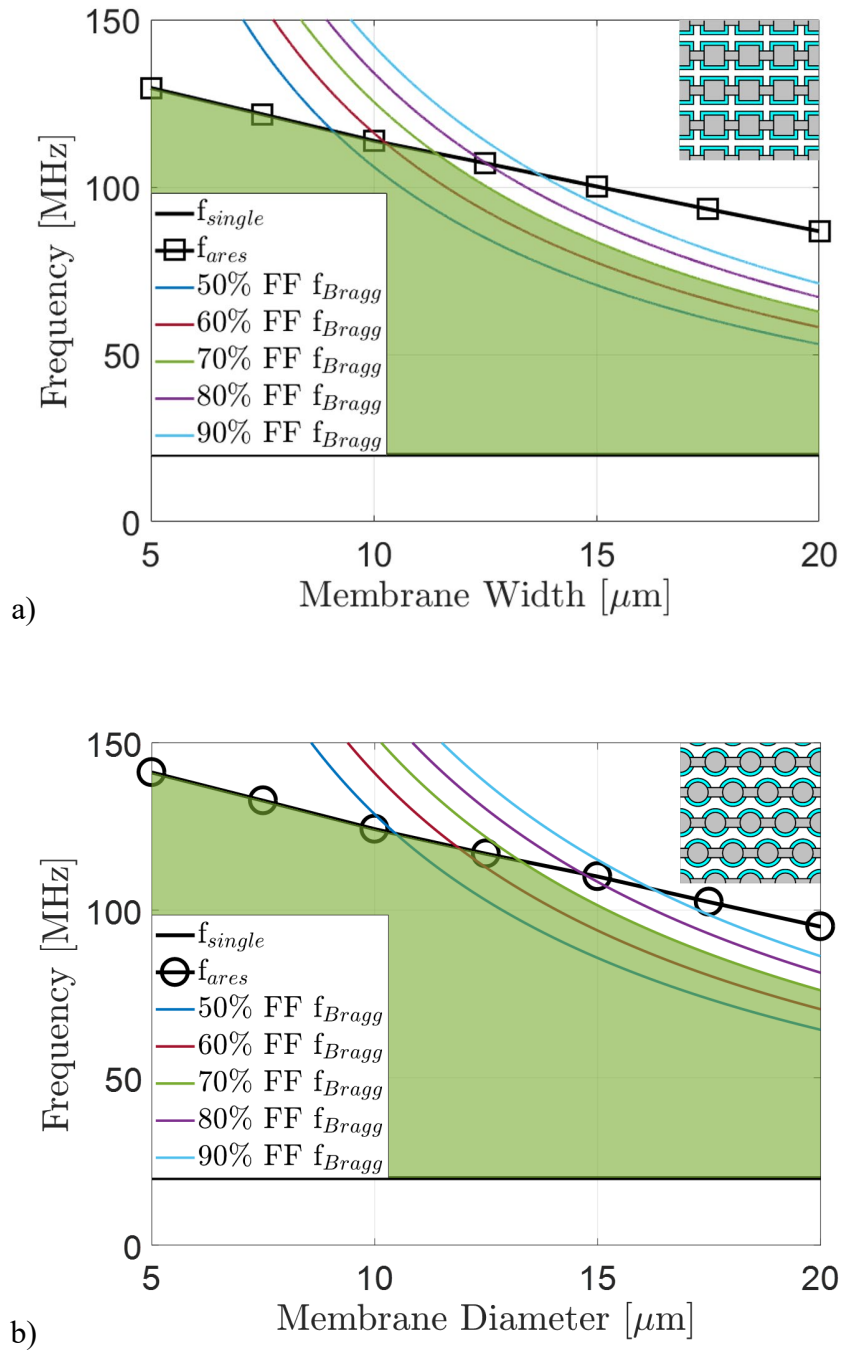 150
100
50
0
Frequency [MHz]
f_single
f_ares
50% FF f_Bragg
60% FF f_Bragg
70% FF f_Bragg
80% FF f_Bragg
90% FF f_Bragg
5 10 15 20
Membrane Width [μm]
a)
150
100
50
0
Frequency [MHz]
f_single
f_ares
50% FF f_Bragg
60% FF f_Bragg
70% FF f_Bragg
80% FF f_Bragg
90% FF f_Bragg
5 10 15 20
Membrane Diameter [μm]
b)